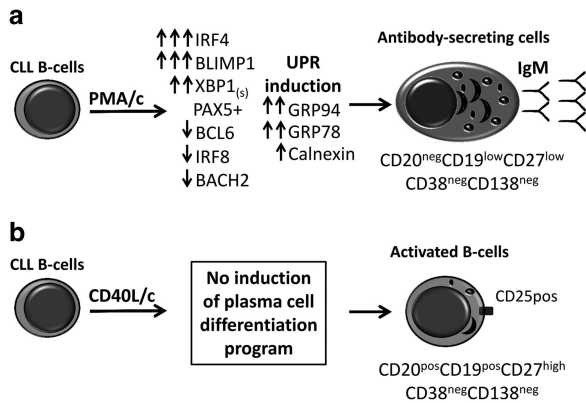 a
CLL B-cells
PMA/c
↑↑↑IRF4
↑↑↑BLIMP1
↑↑XBP1(s)
PAX5+
↓BCL6
↓IRF8
↓BACH2
UPR
induction
↑↑GRP94
↑↑GRP78
↑Calnexin
Antibody-secreting cells
IgM
CD20negCD19lowCD27low
CD38negCD138neg
b
CLL B-cells
CD40L/c
No induction
of plasma cell
differentiation
program
Activated B-cells
CD25pos
CD20posCD19posCD27high
CD38negCD138neg